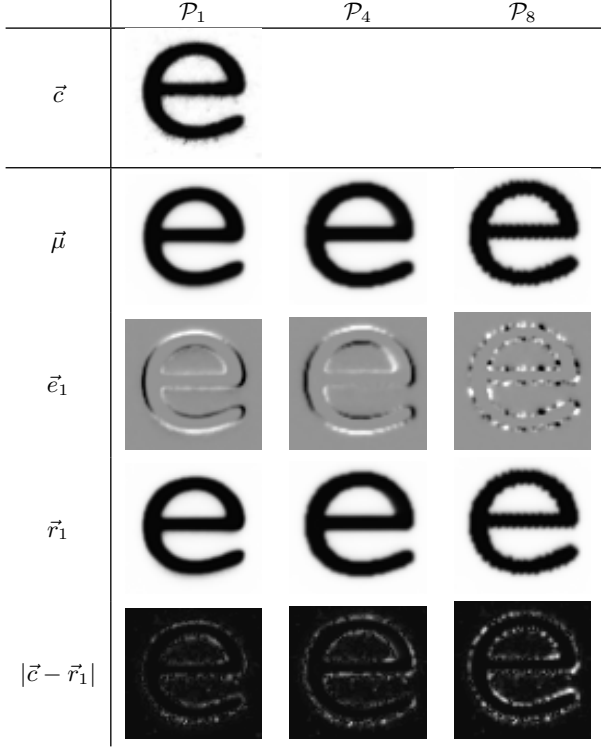 𝒫₁ 𝒫₄ 𝒫₈
c⃗ e
μ⃗ e e e
e⃗₁ e e e
r⃗₁ e e e
|c⃗ − r⃗₁| e e e